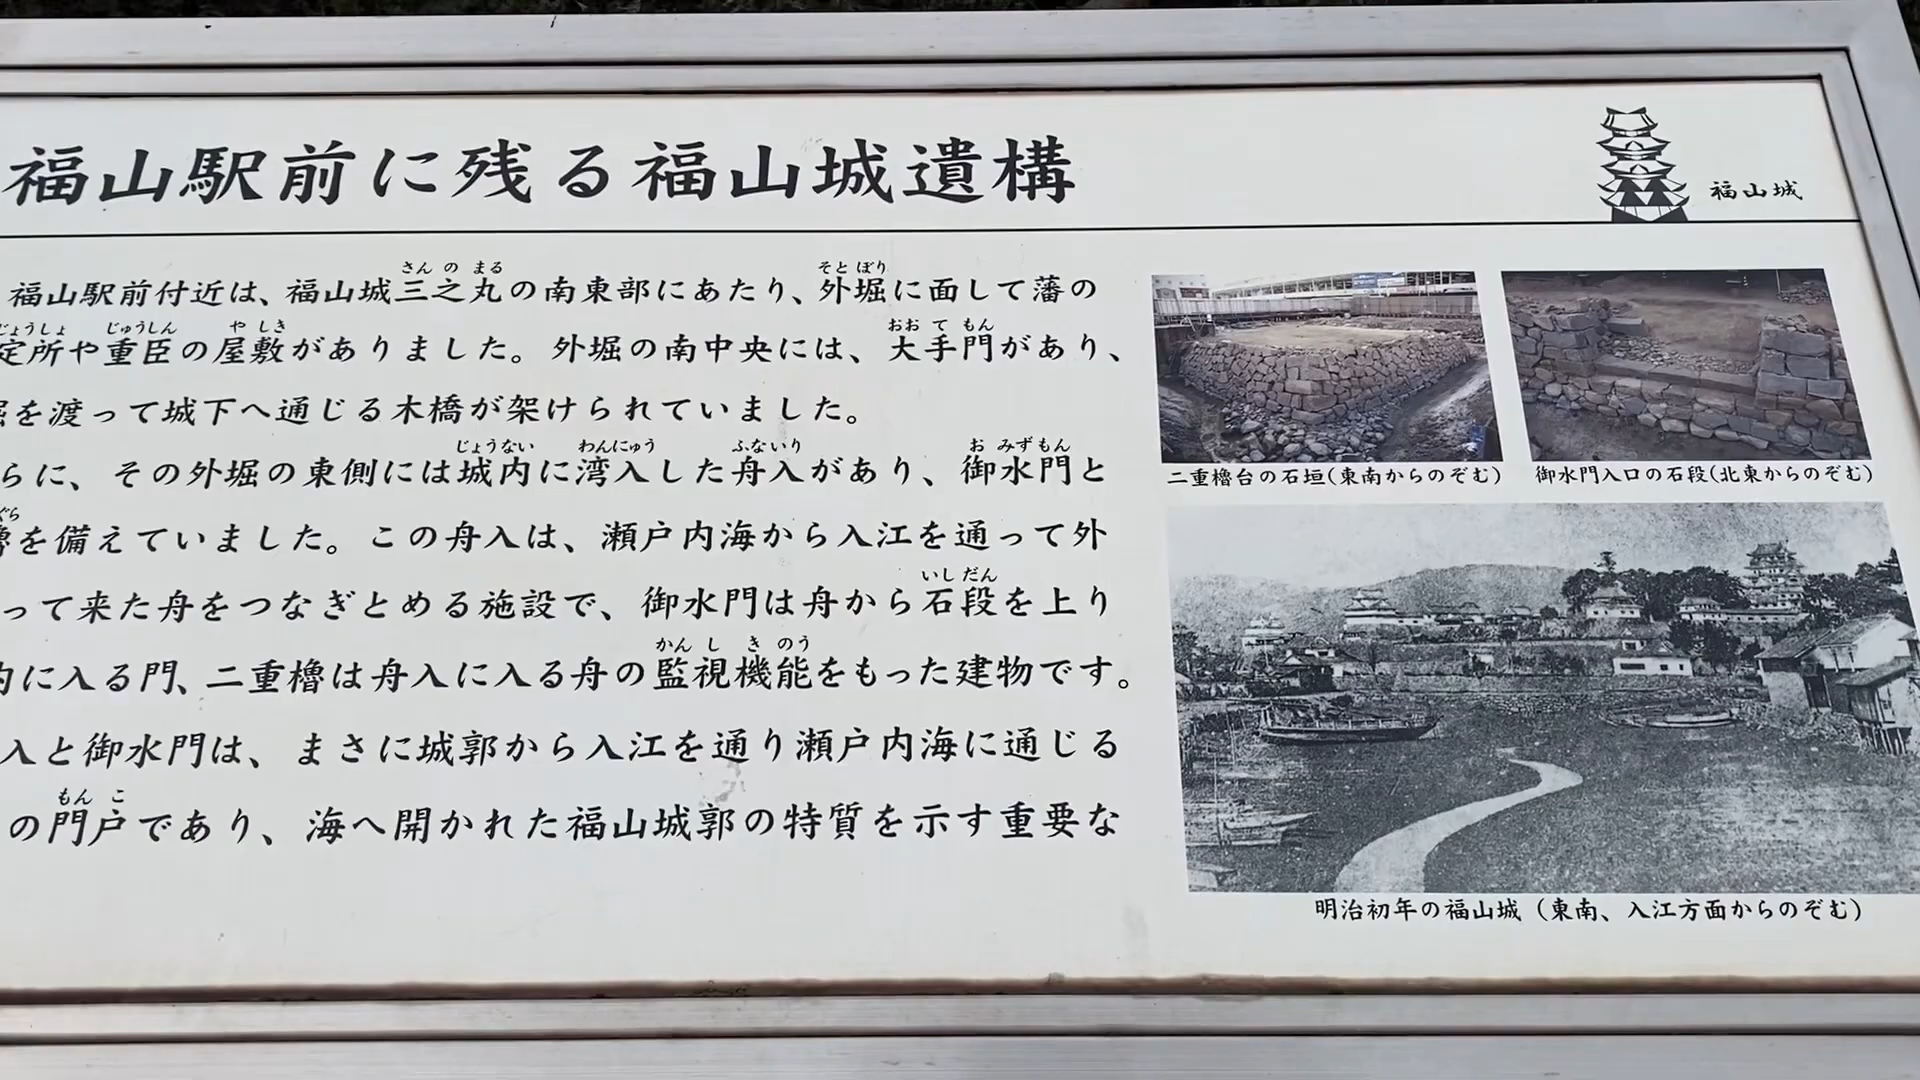 福山駅前に残る福山城遺構
福山城
福山駅前付近は、福山城三之丸の南東部にあたり、外堀に面して藩の
定所や重臣の屋敷がありました。外堀の南中央には、大手門があり、
を渡って城下へ通じる木橋が架けられていました。
らに、その外堀の東側には城内に湾入した舟入があり、御水門と
を備えていました。この舟入は、瀬戸内海から入江を通って外
って来た舟をつなぎとめる施設で、御水門は舟から石段を上り
に入る門、二重櫓は舟入に入る舟の監視機能をもった建物です。
入と御水門は、まさに城郭から入江を通り瀬戸内海に通じる
の門戸であり、海へ開かれた福山城郭の特質を示す重要な
二重櫓台の石垣(東南からのぞむ)
御水門入口の石段(北東からのぞむ)
明治初年の福山城(東南、入江方面からのぞむ)